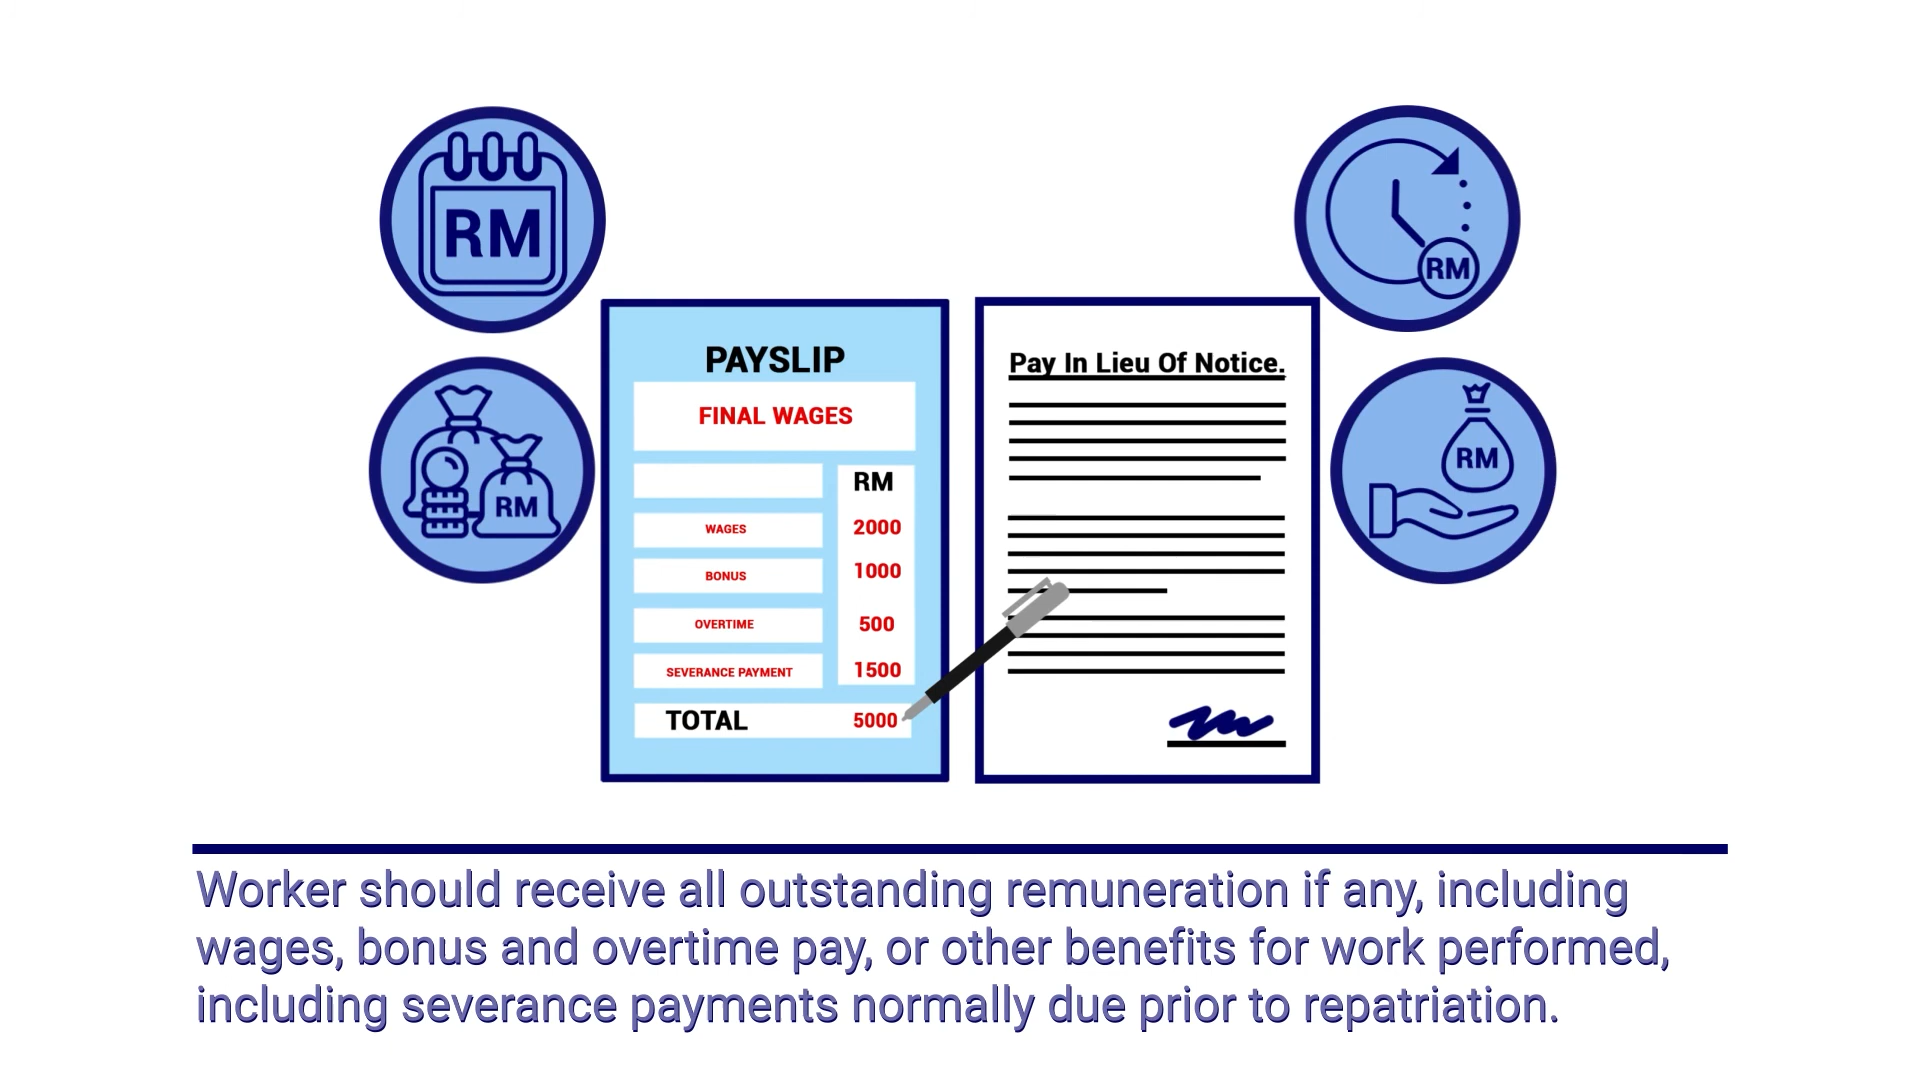 RM
RM
RM
RM
PAYSLIP
FINAL WAGES
RM
WAGES 2000
BONUS 1000
OVERTIME 500
SEVERANCE PAYMENT 1500
TOTAL 5000
Pay In Lieu Of Notice.
Worker should receive all outstanding remuneration if any, including
wages, bonus and overtime pay, or other benefits for work performed,
including severance payments normally due prior to repatriation.